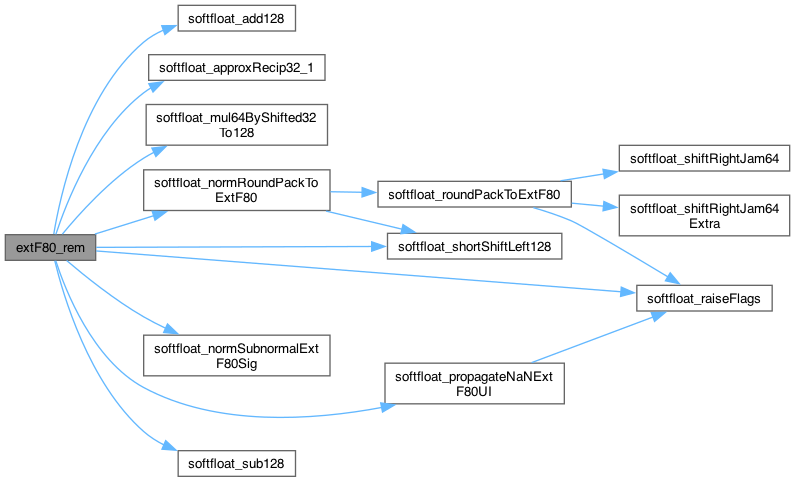 softfloat_add128
softfloat_approxRecip32_1
softfloat_mul64ByShifted32
To128
softfloat_normRoundPackTo
ExtF80
softfloat_roundPackToExtF80
softfloat_shiftRightJam64
softfloat_shiftRightJam64
Extra
extF80_rem
softfloat_shortShiftLeft128
softfloat_raiseFlags
softfloat_normSubnormalExt
F80Sig
softfloat_propagateNaNExt
F80UI
softfloat_sub128